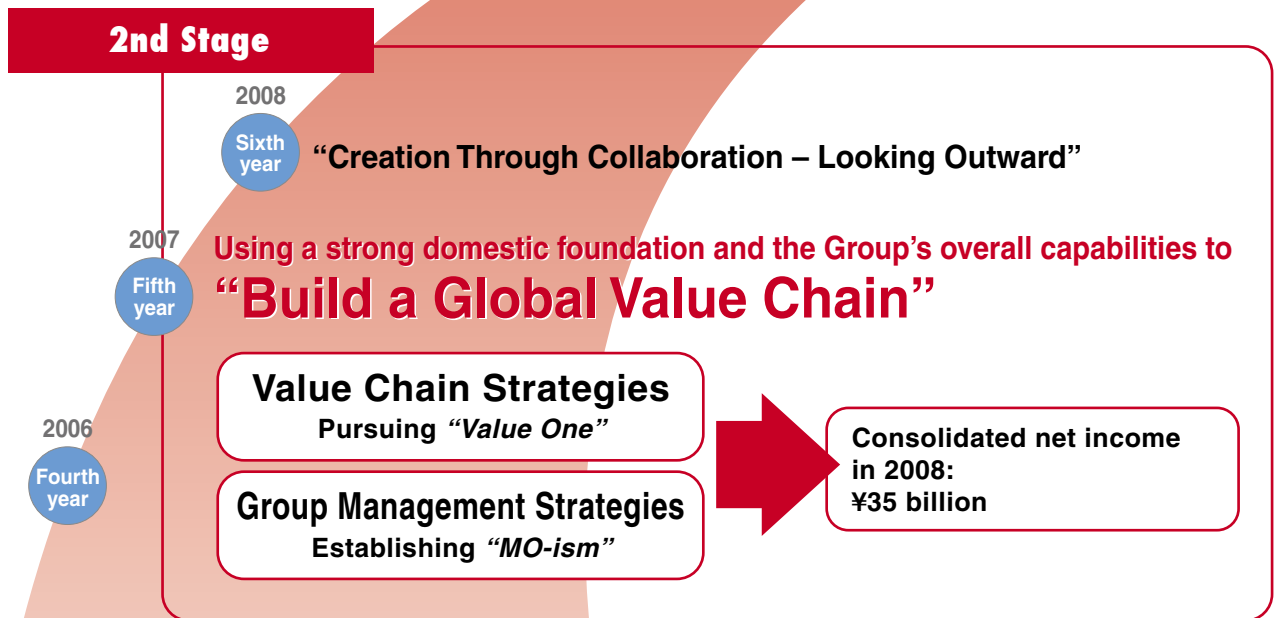 2nd Stage
2008
Sixth
year
“Creation Through Collaboration – Looking Outward”
2007
Fifth
year
Using a strong domestic foundation and the Group’s overall capabilities to
“Build a Global Value Chain”
Value Chain Strategies
Pursuing “Value One”
2006
Fourth
year
Group Management Strategies
Establishing “MO-ism”
Consolidated net income
in 2008:
¥35 billion